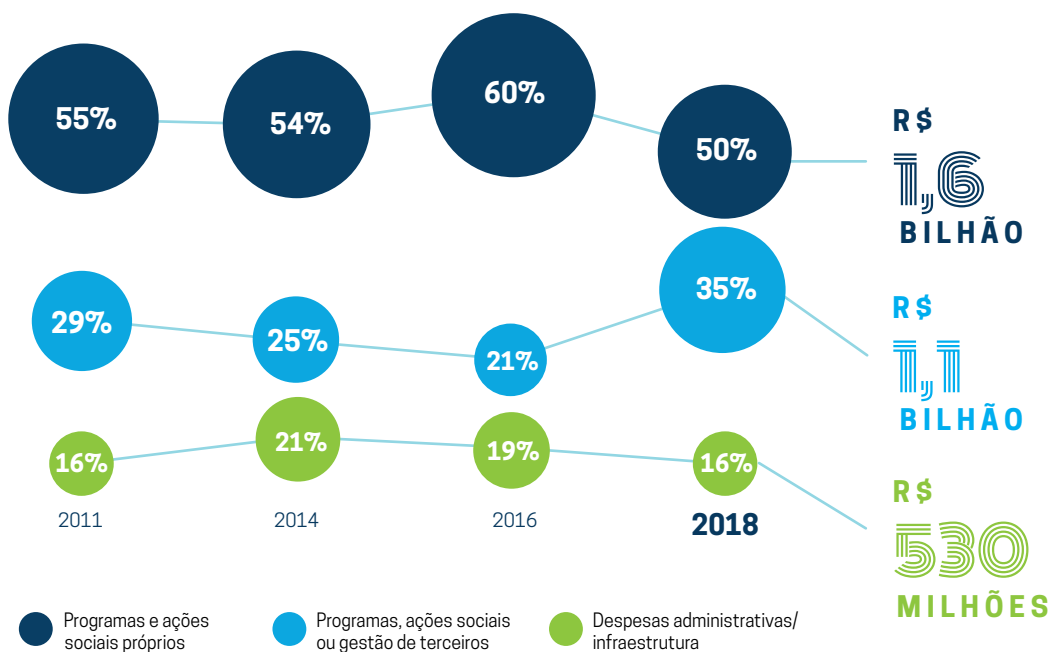 55%
54%
60%
50%
R$
1,6
BILHÃO
29%
25%
21%
35%
R$
1,1
BILHÃO
16%
21%
19%
16%
R$
530
MILHÕES
2011
2014
2016
2018
Programas e ações
sociais próprios
Programas, ações sociais
ou gestão de terceiros
Despesas administrativas/
infraestrutura